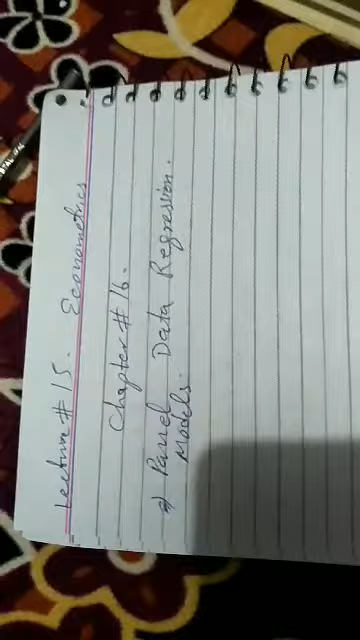 Lecture # 15. Econometrics
Chapter # 16.
⇒ Panel Data Regression.
Models.